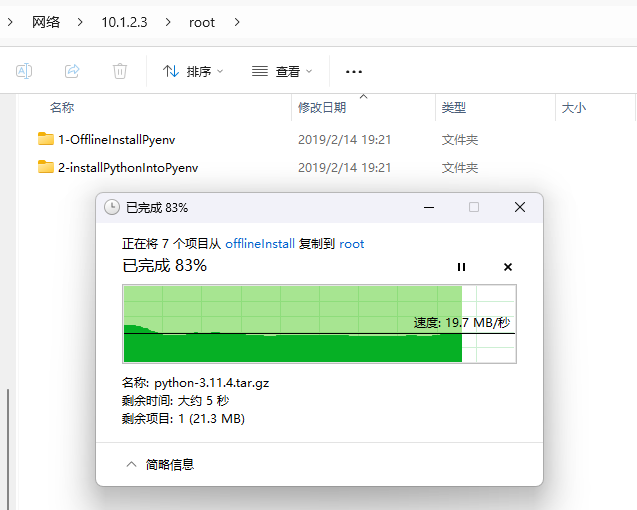 网络 10.1.2.3 root
排序 查看
名称 修改日期 类型 大小
1-OfflineInstallPyenv 2019/2/14 19:21 文件夹
2-installPythonIntoPyenv 2019/2/14 19:21 文件夹
已完成 83%
正在将 7 个项目从 offlineInstall 复制到 root
已完成 83%
速度: 19.7 MB/秒
名称: python-3.11.4.tar.gz
剩余时间: 大约 5 秒
剩余项目: 1 (21.3 MB)
简略信息